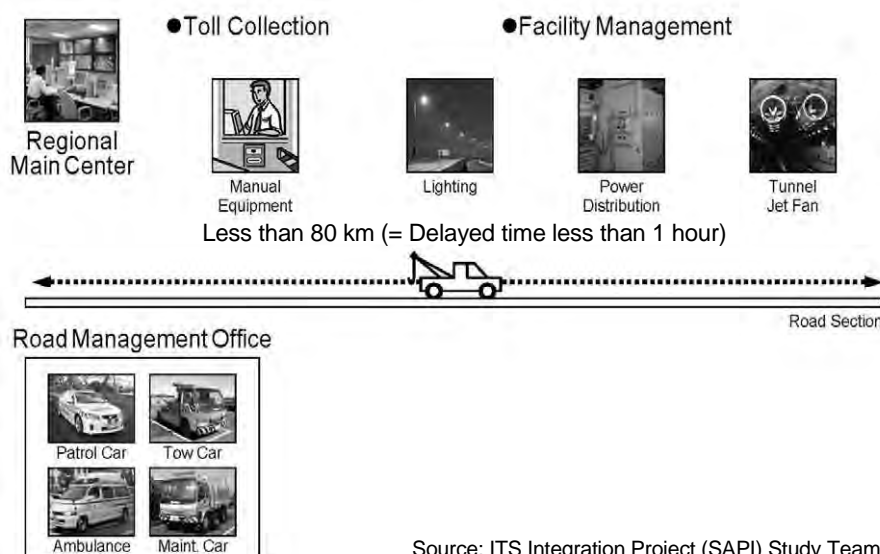 ●Toll Collection
●Facility Management
Regional
Main Center
Manual
Equipment
Lighting
Power
Distribution
Tunnel
Jet Fan
Less than 80 km (= Delayed time less than 1 hour)
Road Section
Road Management Office
Patrol Car
Tow Car
Ambulance
Maint. Car
Source: ITS Integration Project (SAPI) Study Team